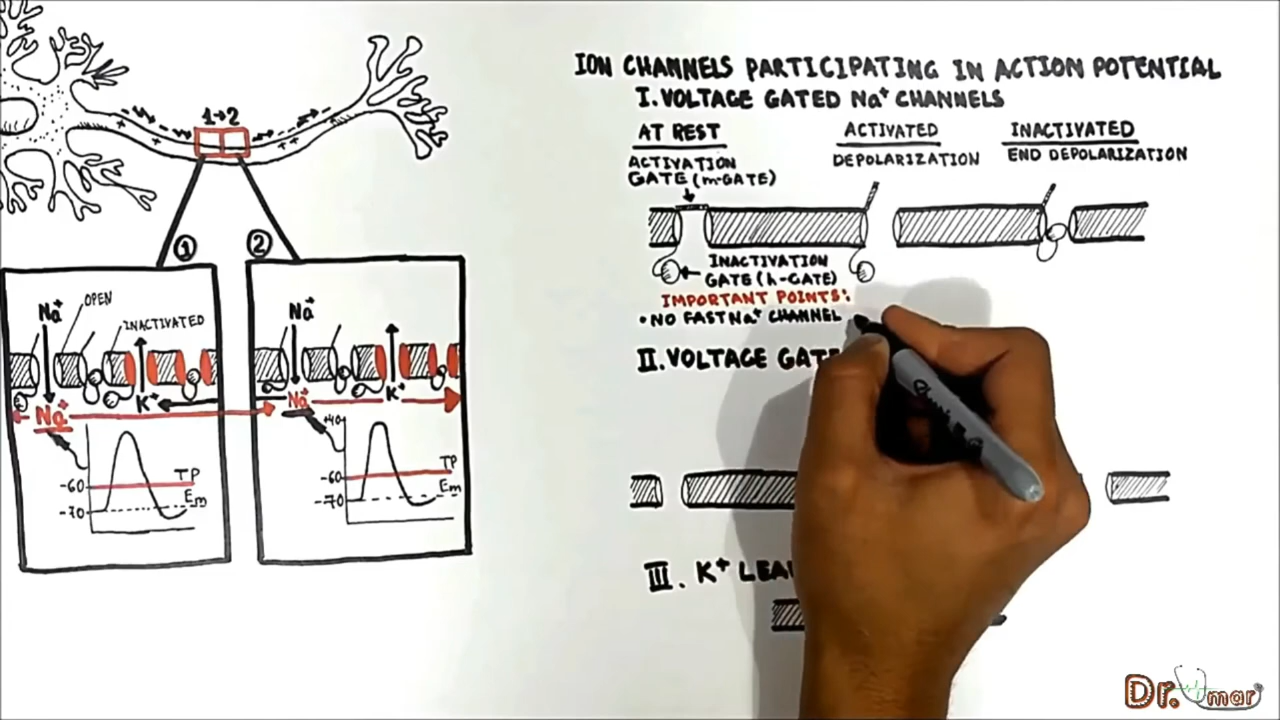 1→2
①
②
Na⁺
OPEN
INACTIVATED
Na⁺
K⁺
TP
-60
Em
-70
Na⁺
Na
K⁺
+40
TP
-60
Em
-70
ION CHANNELS PARTICIPATING IN ACTION POTENTIAL
I. VOLTAGE GATED Na⁺ CHANNELS
AT REST
ACTIVATED
INACTIVATED
ACTIVATION
DEPOLARIZATION
END DEPOLARIZATION
GATE (m-GATE)
INACTIVATION
GATE (h-GATE)
IMPORTANT POINTS:
• NO FAST Na⁺ CHANNEL
II. VOLTAGE GATE
III. K⁺ LEA
Dr. Umar